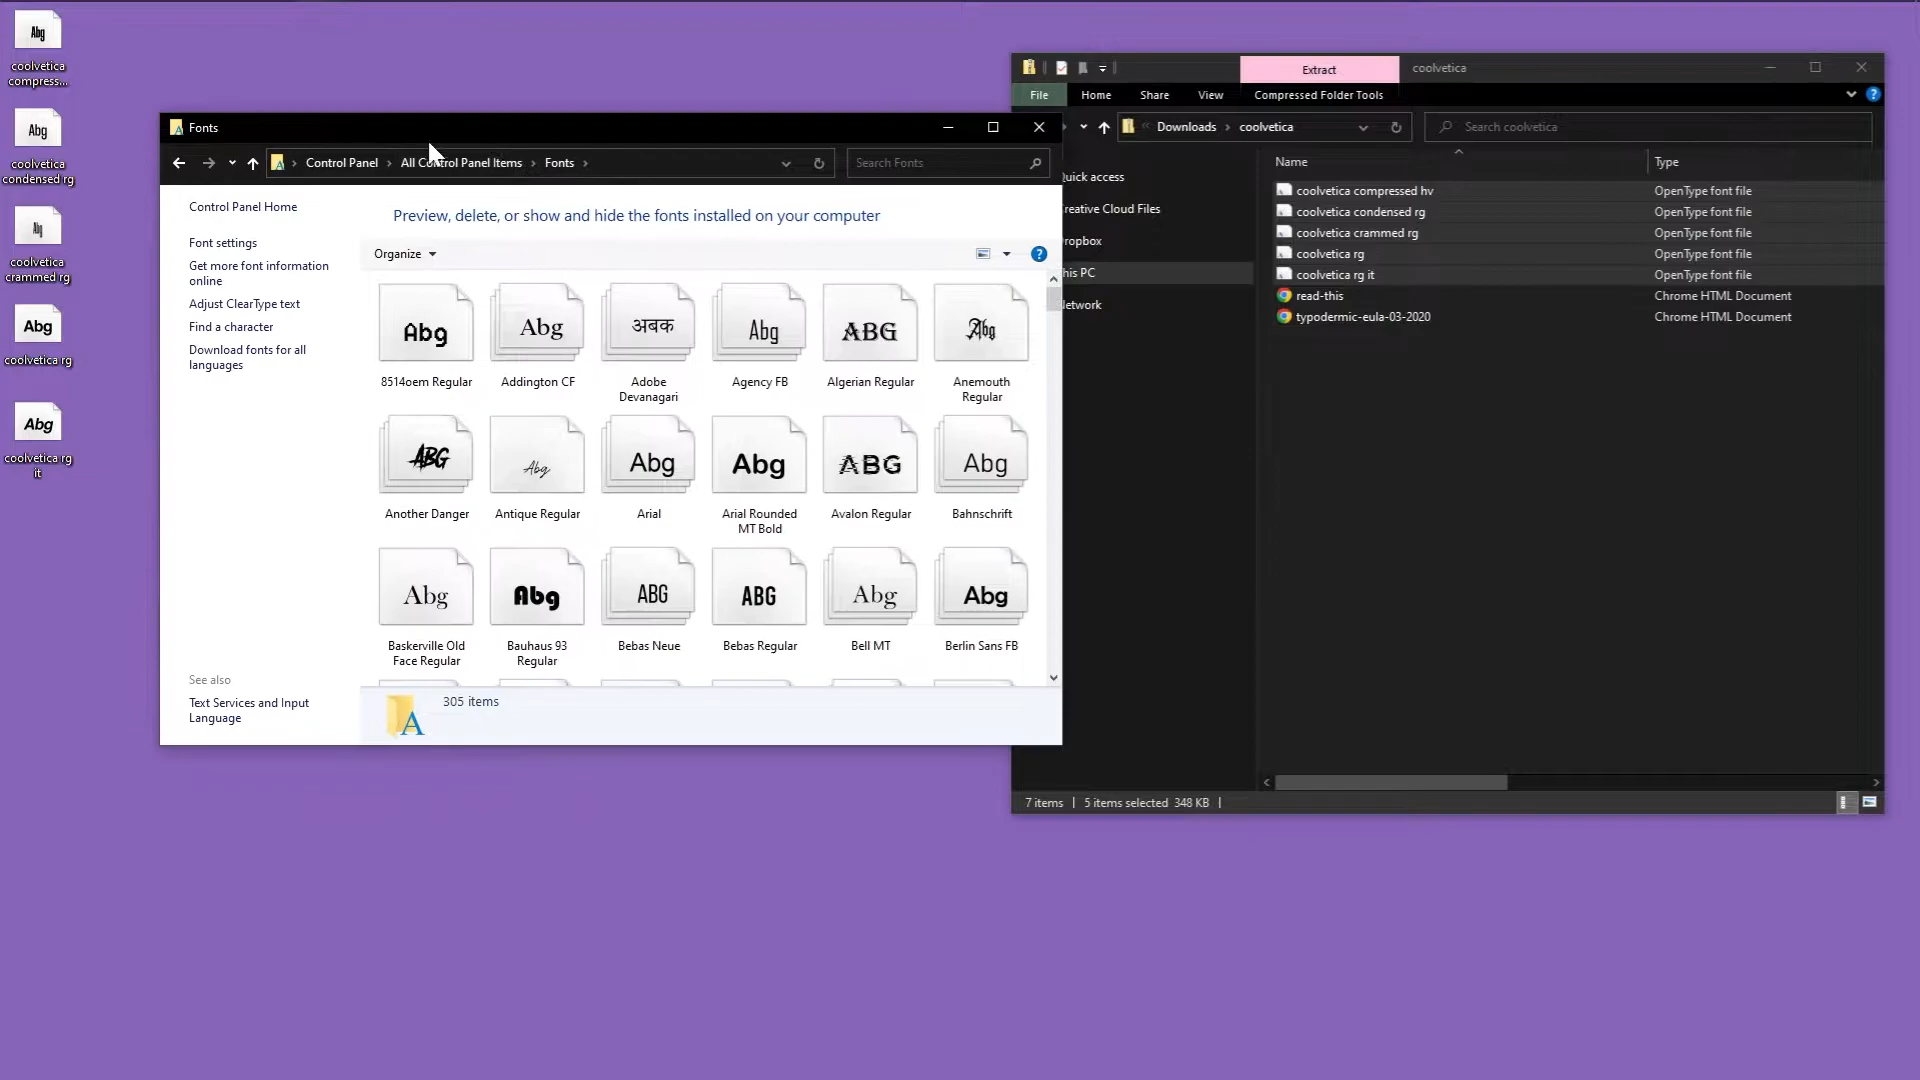 Abg
coolvetica
compress...
Abg
coolvetica
condensed rg
Abg
coolvetica
crammed rg
Abg
coolvetica rg
Abg
coolvetica rg
it
Fonts
Control Panel
All Control Panel Items
Fonts
Search Fonts
Control Panel Home
Font settings
Get more font information
online
Adjust ClearType text
Find a character
Download fonts for all
languages
See also
Text Services and Input
Language
Preview, delete, or show and hide the fonts installed on your computer
Organize
?
Abg
Abg
अबक
Abg
ABG
Abg
8514oem Regular
Addington CF
Adobe
Devanagari
Agency FB
Algerian Regular
Anemouth
Regular
ABG
Abg
Abg
Abg
ABG
Abg
Another Danger
Antique Regular
Arial
Arial Rounded
MT Bold
Avalon Regular
Bahnschrift
Abg
Abg
ABG
ABG
Abg
Abg
Baskerville Old
Face Regular
Bauhaus 93
Regular
Bebas Neue
Bebas Regular
Bell MT
Berlin Sans FB
A
305 items
Extract
coolvetica
File
Home
Share
View
Compressed Folder Tools
?
Downloads
coolvetica
Search coolvetica
uick access
reative Cloud Files
ropbox
his PC
etwork
Name
Type
coolvetica compressed hv
OpenType font file
coolvetica condensed rg
OpenType font file
coolvetica crammed rg
OpenType font file
coolvetica rg
OpenType font file
coolvetica rg it
OpenType font file
read-this
Chrome HTML Document
typodermic-eula-03-2020
Chrome HTML Document
7 items
5 items selected 348 KB